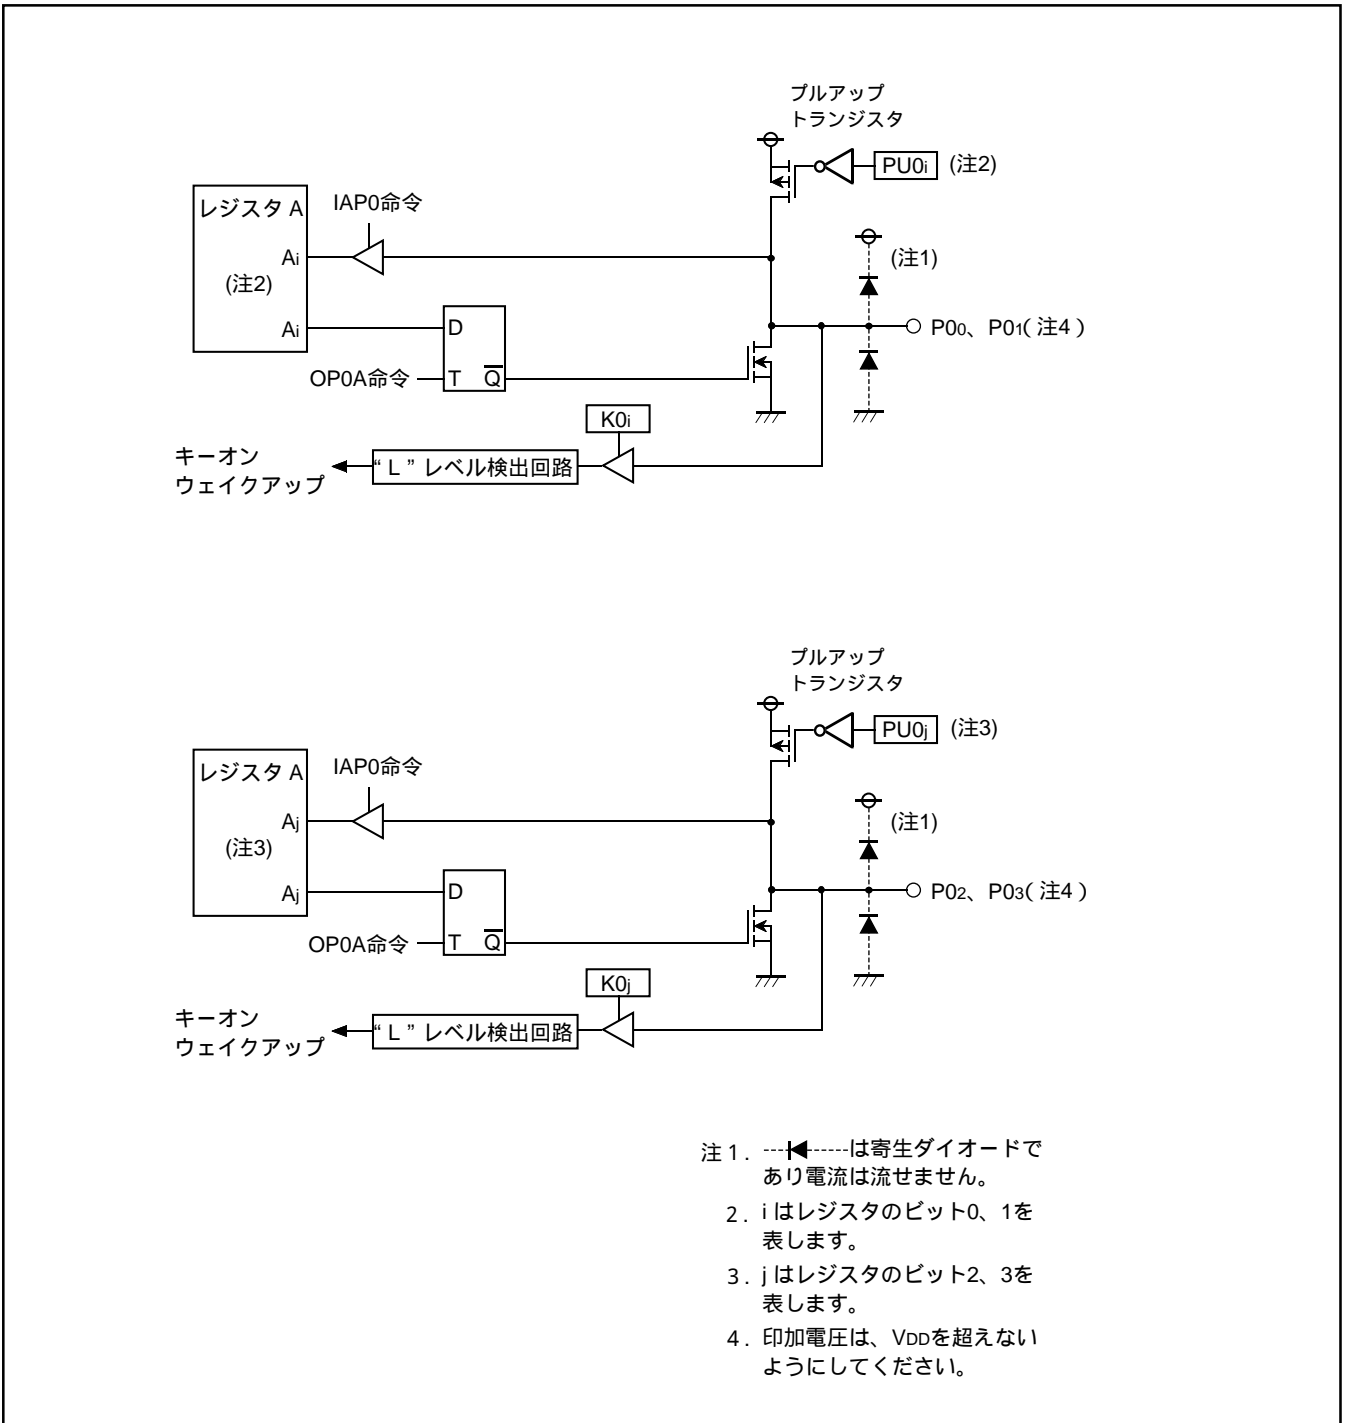 プルアップ
トランジスタ
PU0i (注2)
レジスタ A
IAP0命令
Ai
(注2)
Ai
(注1)
D
T Q̅
OP0A命令
P00、P01(注4)
K0i
キーオン
ウェイクアップ
“L”レベル検出回路
プルアップ
トランジスタ
PU0j (注3)
レジスタ A
IAP0命令
Aj
(注3)
Aj
(注1)
D
T Q̅
OP0A命令
P02、P03(注4)
K0j
キーオン
ウェイクアップ
“L”レベル検出回路
注1. は寄生ダイオードで
あり電流は流せません。
2. i はレジスタのビット0、1を
表します。
3. j はレジスタのビット2、3を
表します。
4. 印加電圧は、VDDを超えない
ようにしてください。